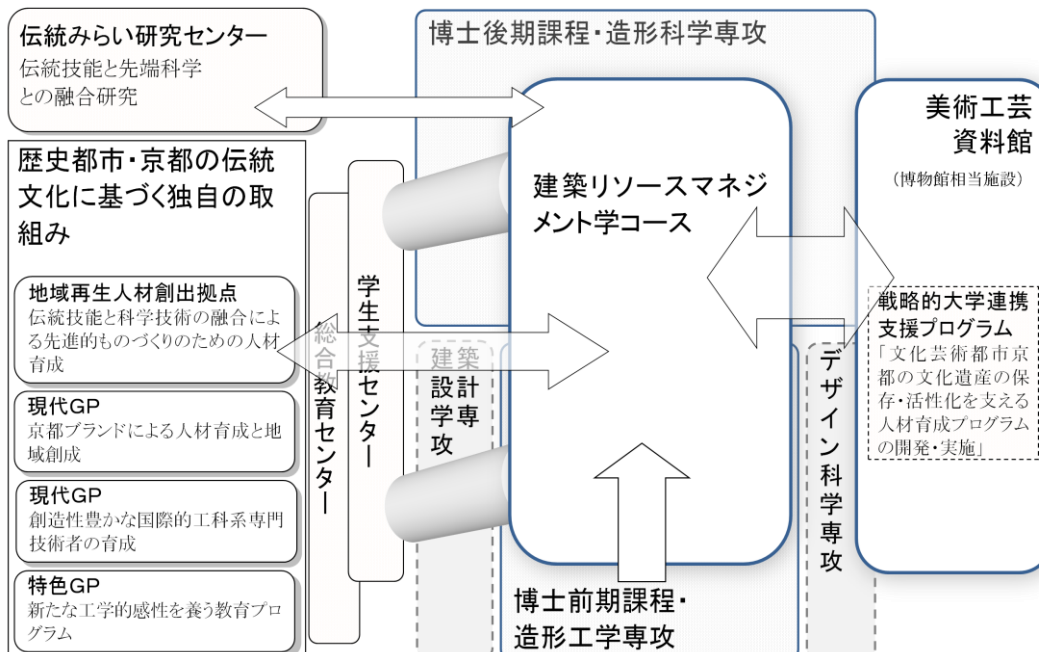 伝統みらい研究センター
伝統技能と先端科学
との融合研究
歴史都市・京都の伝統
文化に基づく独自の取
組み
地域再生人材創出拠点
伝統技能と科学技術の融合によ
る先進的ものづくりのための人材
育成
現代GP
京都ブランドによる人材育成と地
域創成
現代GP
創造性豊かな国際的工科系専門
技術者の育成
特色GP
新たな工学的感性を養う教育プロ
グラム
総合教育センター
学生支援センター
博士後期課程・造形科学専攻
建築リソースマネジ
メント学コース
建築
設計
学専
攻
博士前期課程・
造形工学専攻
デザイン科学専攻
美術工芸
資料館
（博物館相当施設）
戦略的大学連携
支援プログラム
「文化芸術都市京
都の文化遺産の保
存・活性化を支える
人材育成プログラム
の開発・実施」